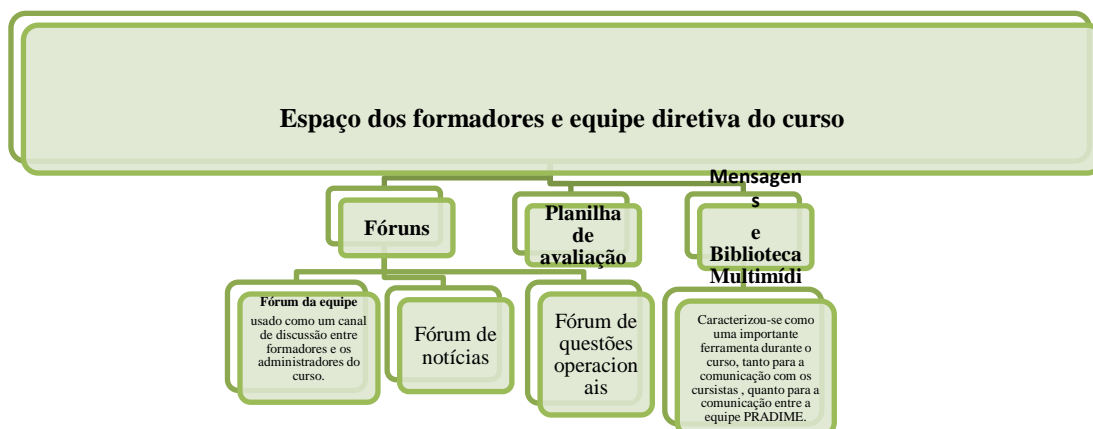 Espaço dos formadores e equipe diretiva do curso
Fóruns
Planilha
de
avaliação
Mensagen
s
e
Biblioteca
Multimídi
Fórum da equipe
usado como um canal
de discussão entre
formadores e os
administradores do
curso.
Fórum de
notícias
Fórum de
questões
operacion
ais
Caracterizou-se como
uma importante
ferramenta durante o
curso, tanto para a
comunicação com os
cursistas , quanto para a
comunicação entre a
equipe PRADIME.